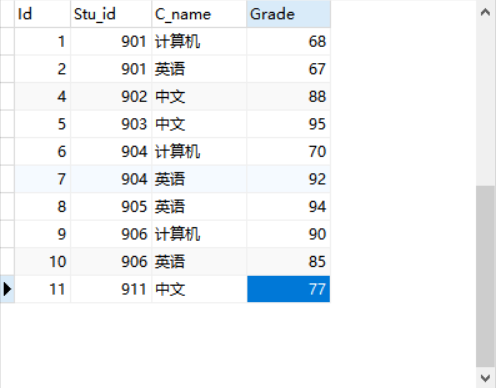 Id Stu_id C_name Grade
1 901 计算机 68
2 901 英语 67
4 902 中文 88
5 903 中文 95
6 904 计算机 70
7 904 英语 92
8 905 英语 94
9 906 计算机 90
10 906 英语 85
11 911 中文 77